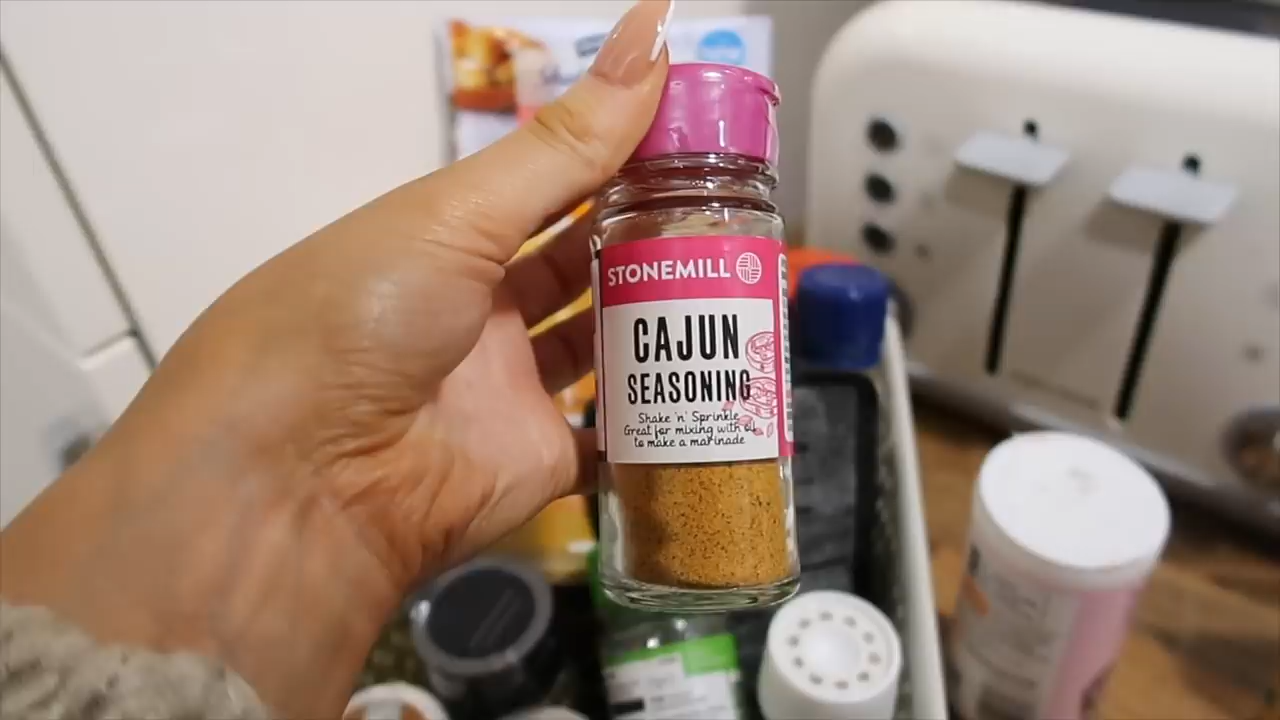 STONEMILL
CAJUN
SEASONING
Shake 'n' Sprinkle
Great for mixing with oil
to make a marinade